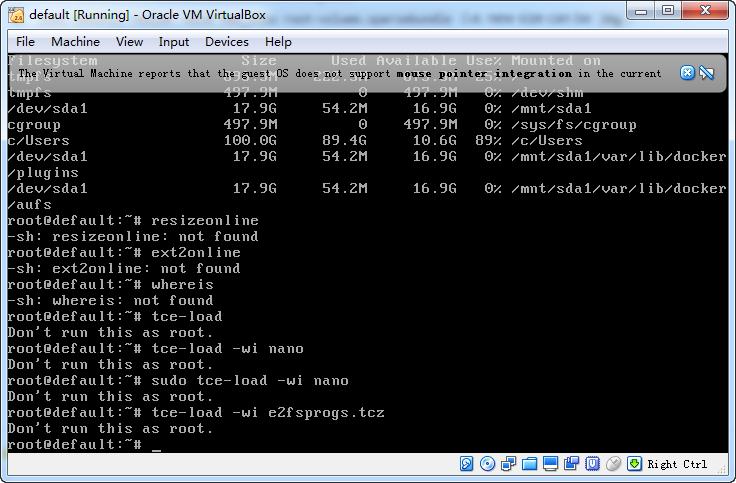 default [Running] - Oracle VM VirtualBox
File Machine View Input Devices Help
Filesystem Size Used Available Use% Mounted on
The Virtual Machine reports that the guest OS does not support mouse pointer integration in the current
tmpfs 497.9M 0 497.9M 0% /dev/shm
/dev/sda1 17.9G 54.2M 16.9G 0% /mnt/sda1
cgroup 497.9M 0 497.9M 0% /sys/fs/cgroup
c/Users 100.0G 89.4G 10.6G 89% /c/Users
/dev/sda1 17.9G 54.2M 16.9G 0% /mnt/sda1/var/lib/docker
/plugins
/dev/sda1 17.9G 54.2M 16.9G 0% /mnt/sda1/var/lib/docker
/aufs
root@default:~# resizeonline
-sh: resizeonline: not found
root@default:~# ext2online
-sh: ext2online: not found
root@default:~# whereis
-sh: whereis: not found
root@default:~# tce-load
Don't run this as root.
root@default:~# tce-load -wi nano
Don't run this as root.
root@default:~# sudo tce-load -wi nano
Don't run this as root.
root@default:~# tce-load -wi e2fsprogs.tcz
Don't run this as root.
root@default:~# _
Right Ctrl